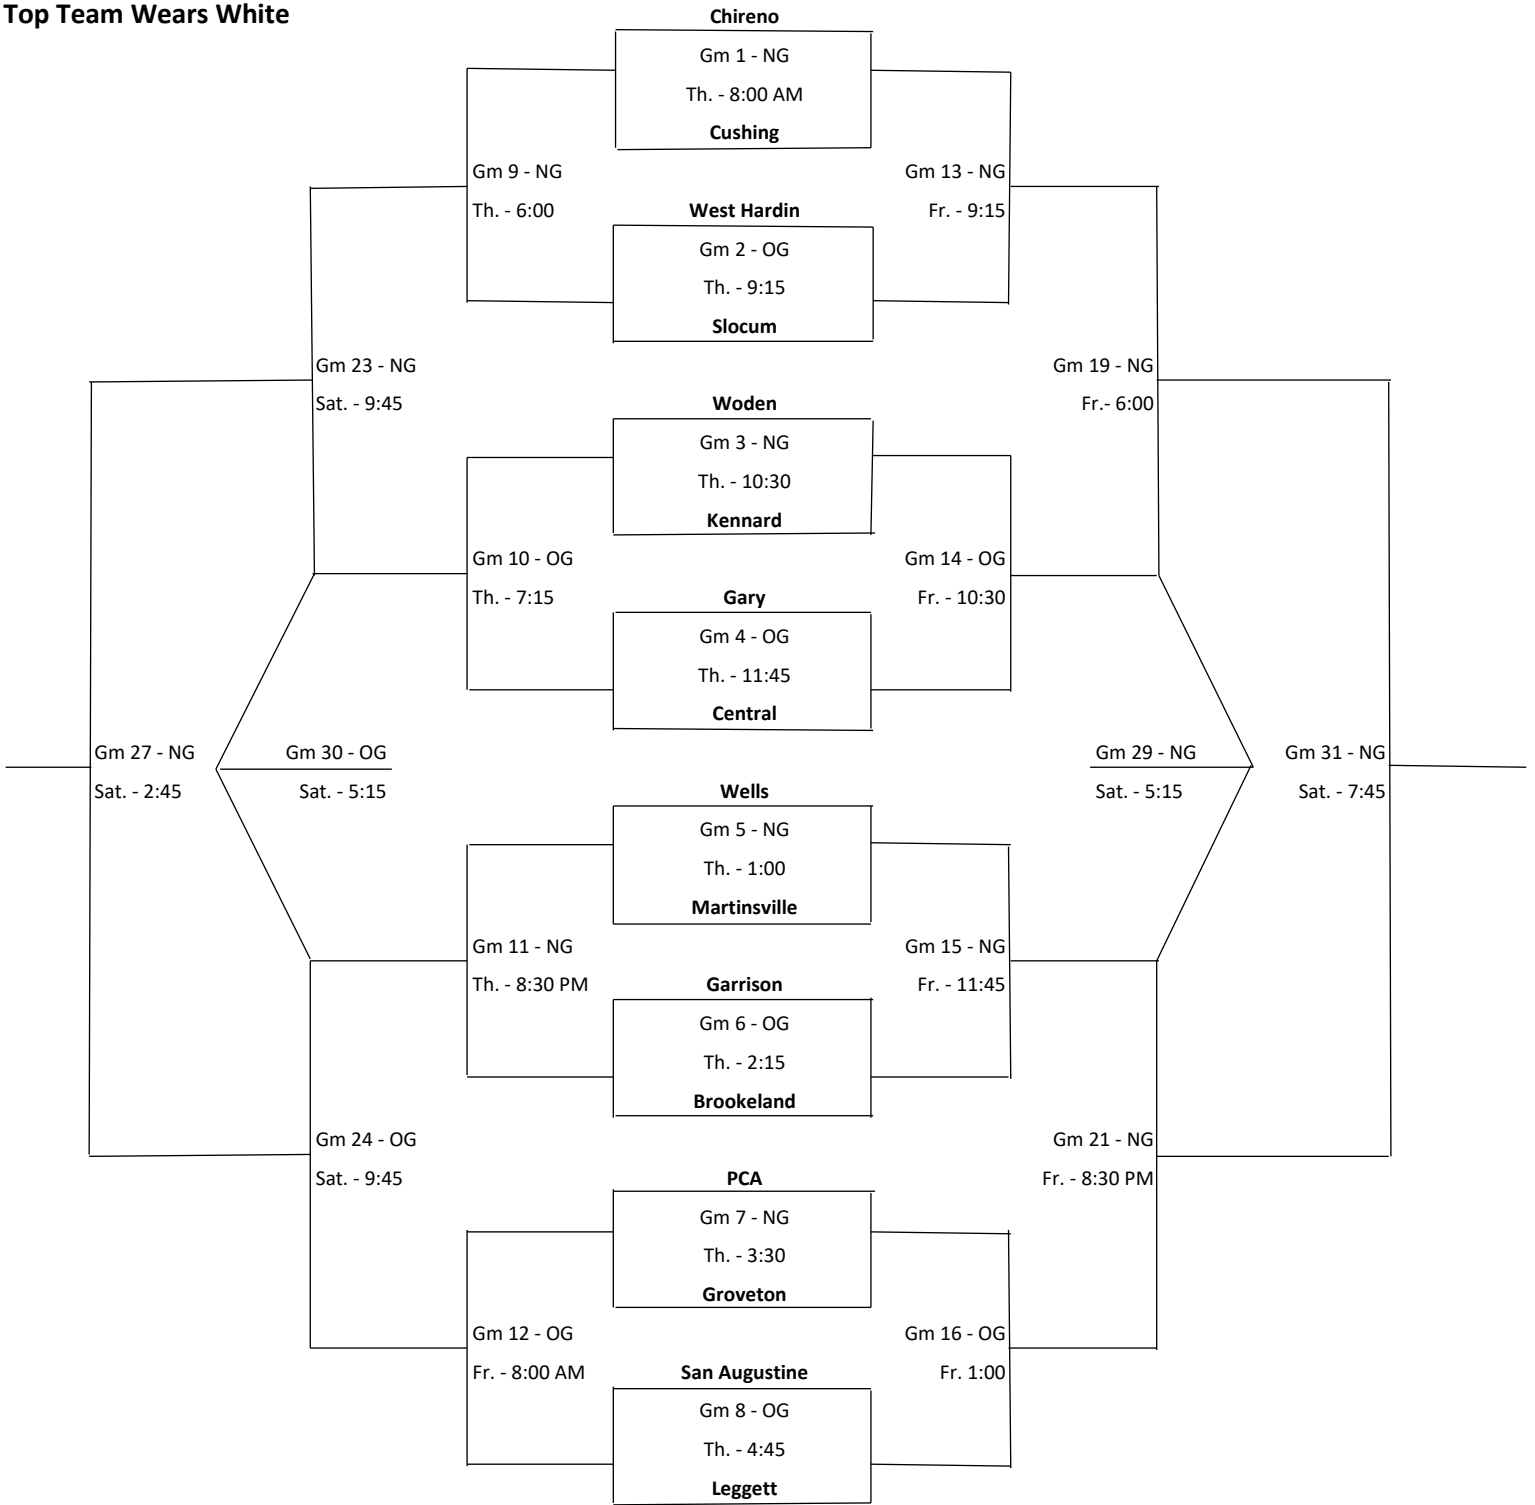 Top Team Wears White
Chireno
Gm 1 - NG
Th. - 8:00 AM
Cushing
Gm 9 - NG
Th. - 6:00
Gm 13 - NG
Fr. - 9:15
West Hardin
Gm 2 - OG
Th. - 9:15
Slocum
Gm 23 - NG
Sat. - 9:45
Gm 19 - NG
Fr.- 6:00
Woden
Gm 3 - NG
Th. - 10:30
Kennard
Gm 10 - OG
Th. - 7:15
Gm 14 - OG
Fr. - 10:30
Gary
Gm 4 - OG
Th. - 11:45
Central
Gm 27 - NG
Sat. - 2:45
Gm 30 - OG
Sat. - 5:15
Gm 29 - NG
Sat. - 5:15
Gm 31 - NG
Sat. - 7:45
Wells
Gm 5 - NG
Th. - 1:00
Martinsville
Gm 11 - NG
Th. - 8:30 PM
Gm 15 - NG
Fr. - 11:45
Garrison
Gm 6 - OG
Th. - 2:15
Brookeland
Gm 24 - OG
Sat. - 9:45
Gm 21 - NG
Fr. - 8:30 PM
PCA
Gm 7 - NG
Th. - 3:30
Groveton
Gm 12 - OG
Fr. - 8:00 AM
Gm 16 - OG
Fr. 1:00
San Augustine
Gm 8 - OG
Th. - 4:45
Leggett